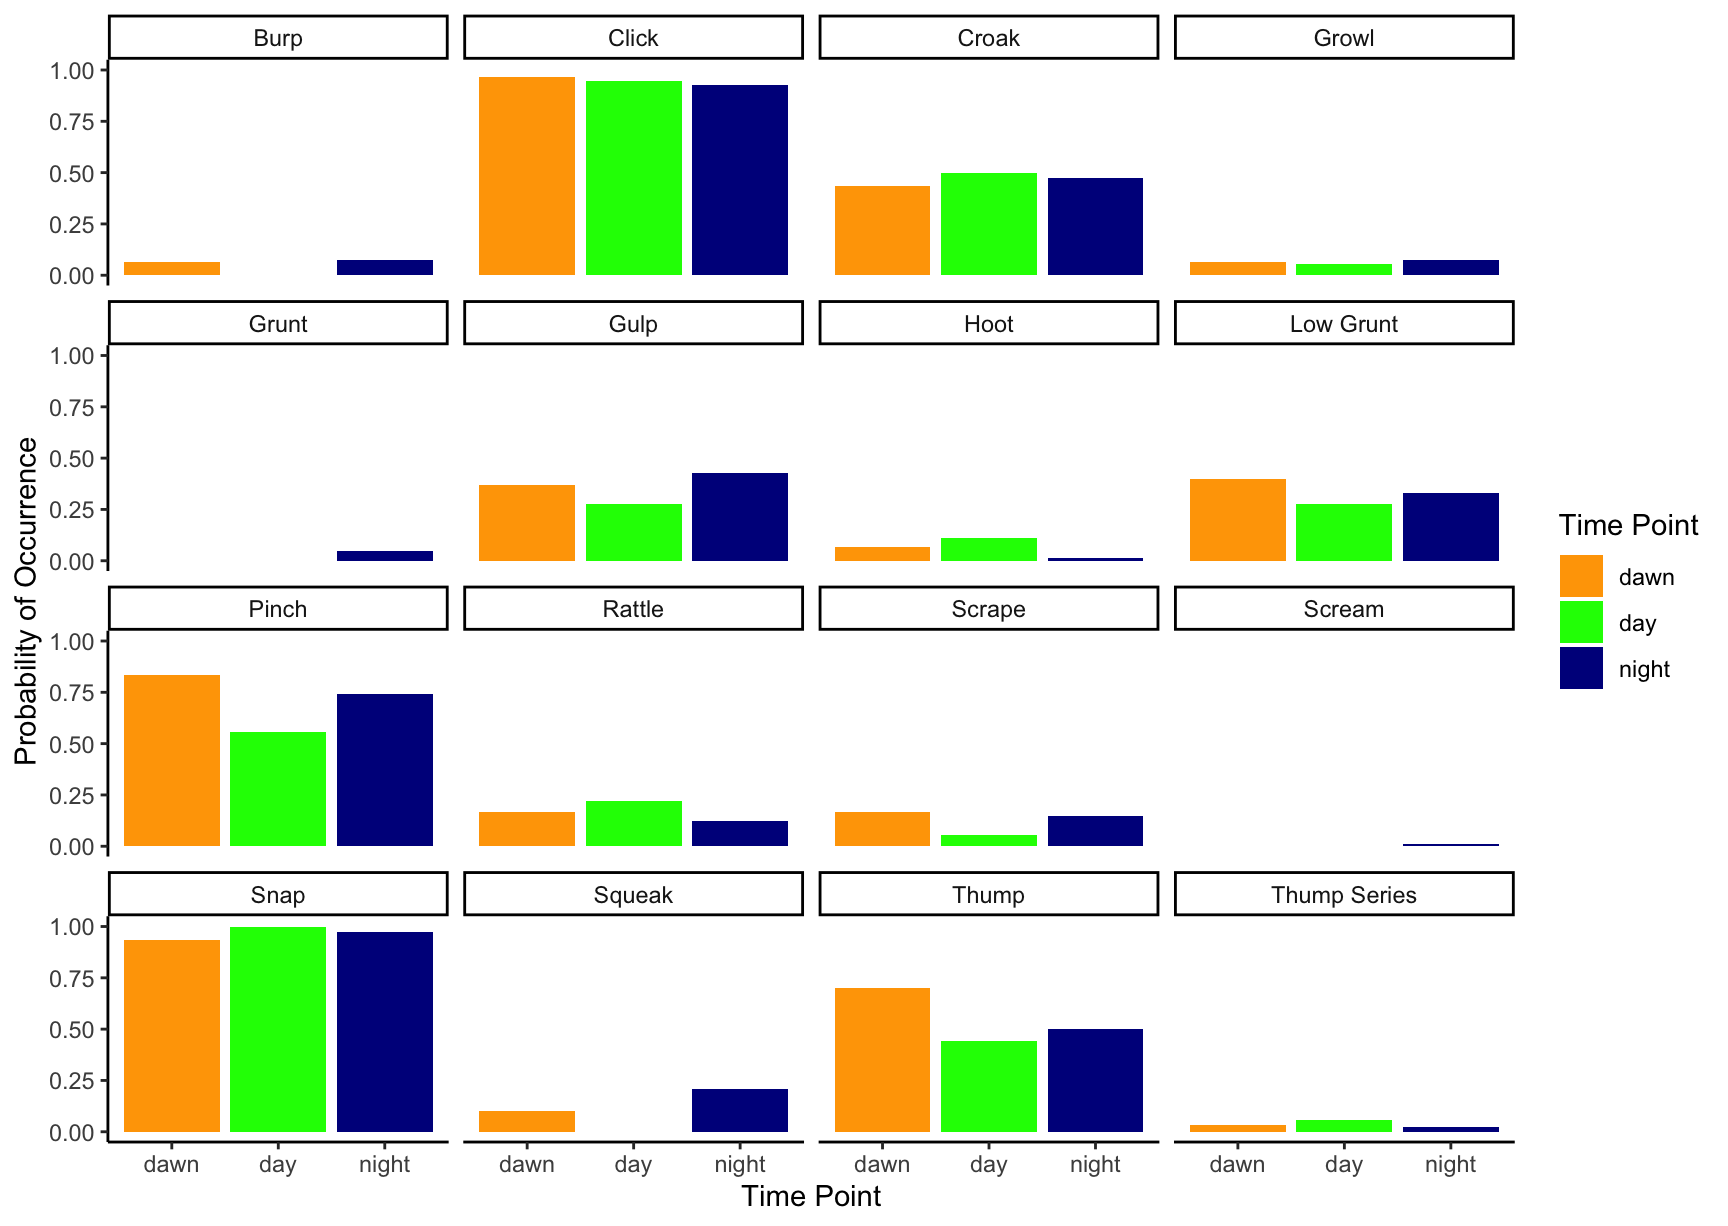 Burp Click Croak Growl
1.00
0.75
0.50
0.25
0.00
Grunt Gulp Hoot Low Grunt
1.00
0.75
0.50
0.25
0.00
Pinch Rattle Scrape Scream
1.00
0.75
0.50
0.25
0.00
Snap Squeak Thump Thump Series
1.00
0.75
0.50
0.25
0.00
dawn day night dawn day night dawn day night dawn day night
Time Point
Probability of Occurrence
Time Point
dawn
day
night